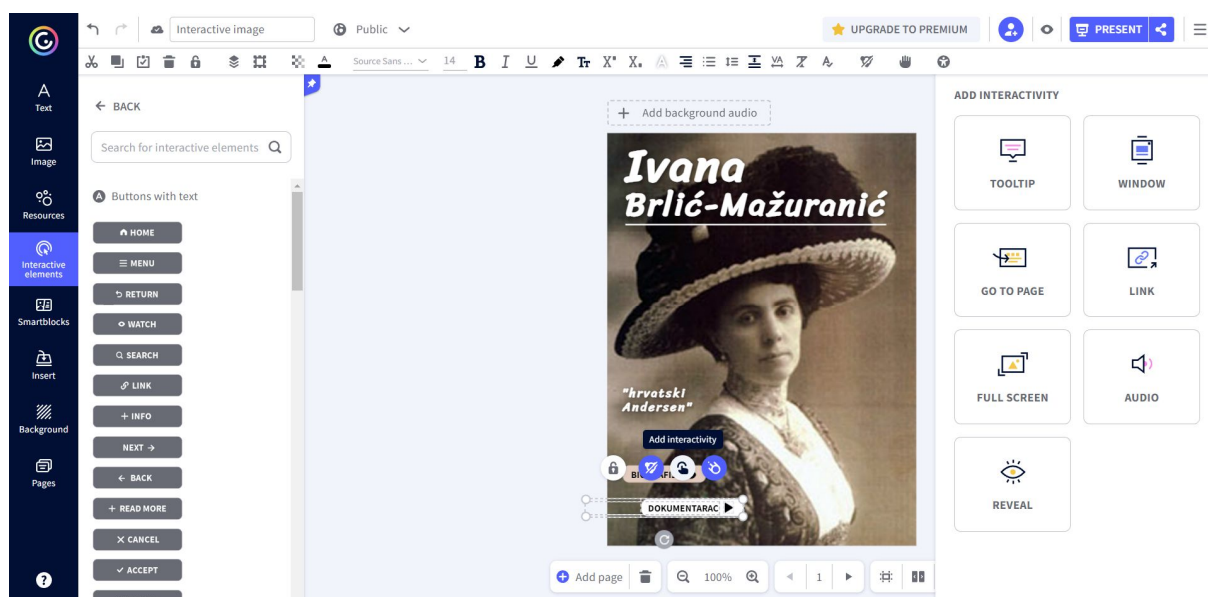 Interactive image
Public
UPGRADE TO PREMIUM
PRESENT
Source Sans ...
14
B
I
U
Tr
X
X
VA
A
Text
Image
Resources
Interactive
elements
Smartblocks
Insert
Background
Pages
?
BACK
Search for interactive elements
A Buttons with text
HOME
MENU
RETURN
WATCH
SEARCH
LINK
+ INFO
NEXT →
← BACK
+ READ MORE
CANCEL
ACCEPT
+ Add background audio
Ivana
Brlić-Mažuranić
"hrvatski
Andersen"
Add interactivity
DOKUMENTARAC
Add page
100%
1
ADD INTERACTIVITY
TOOLTIP
WINDOW
GO TO PAGE
LINK
FULL SCREEN
AUDIO
REVEAL